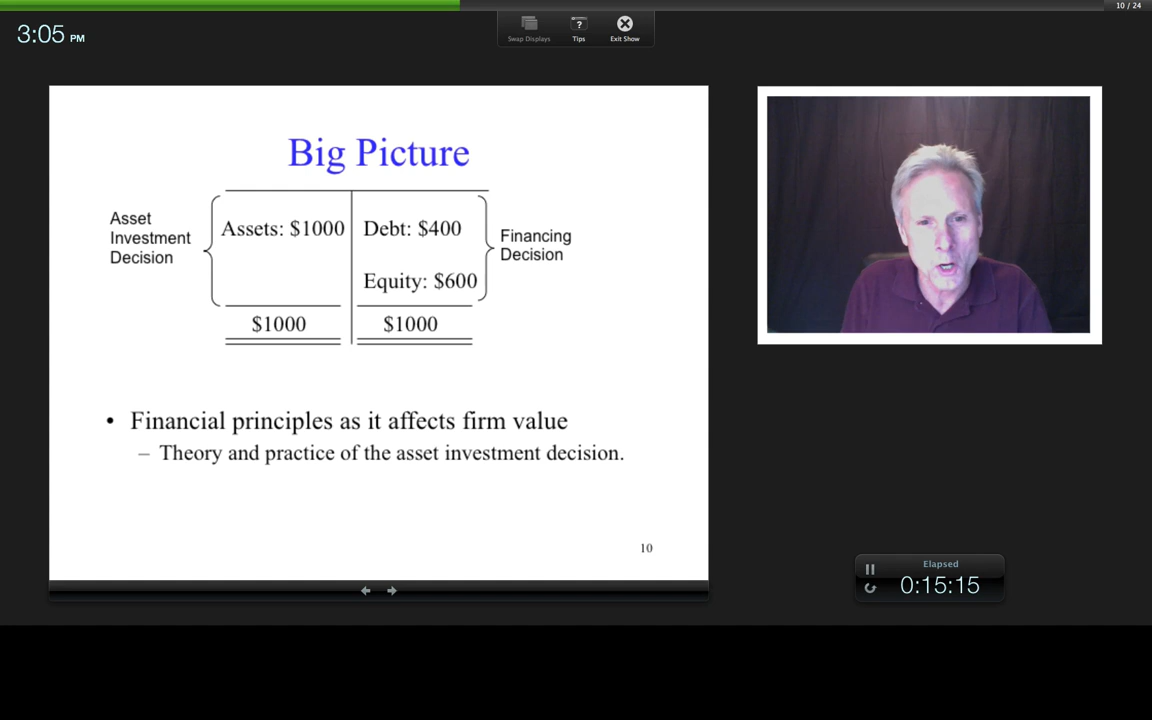 10 / 24
3:05 PM
Swap Displays
?
Tips
Exit Show
Big Picture
Asset
Investment
Decision
Assets: $1000
Debt: $400
Equity: $600
Financing
Decision
$1000
$1000
• Financial principles as it affects firm value
– Theory and practice of the asset investment decision.
10
Elapsed
0:15:15